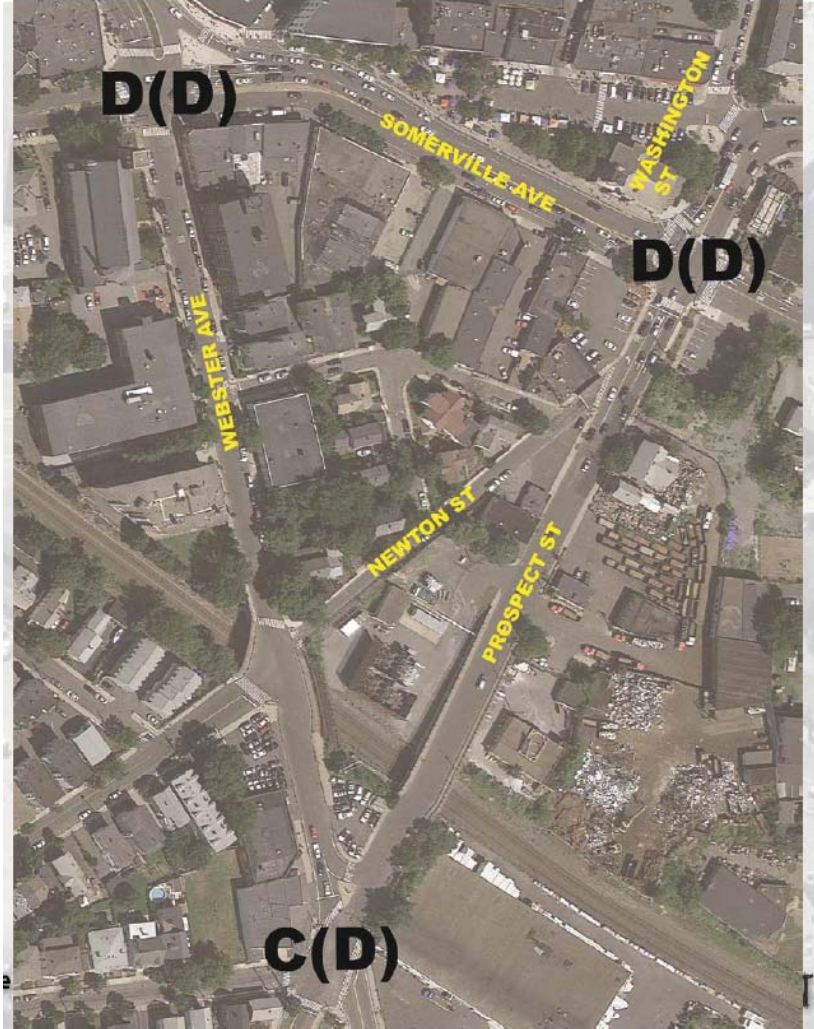 D(D)
SOMERVILLE AVE
WASHINGTON
ST
D(D)
WEBSTER AVE
NEWTON ST
PROSPECT ST
C(D)
e